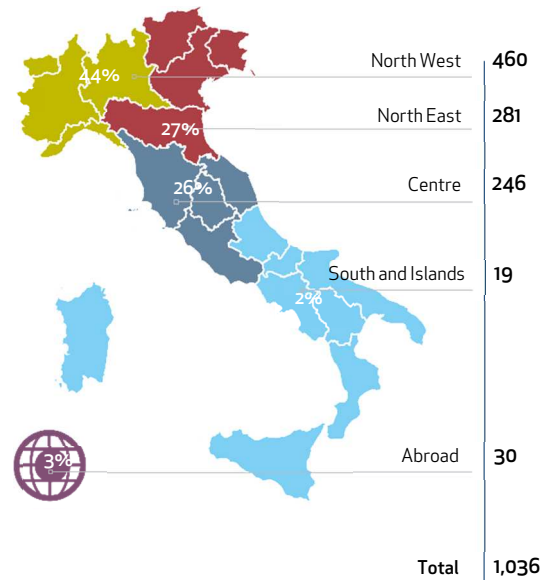 44% North West 460
27% North East 281
26% Centre 246
South and Islands 19
2%
3% Abroad 30
Total 1,036